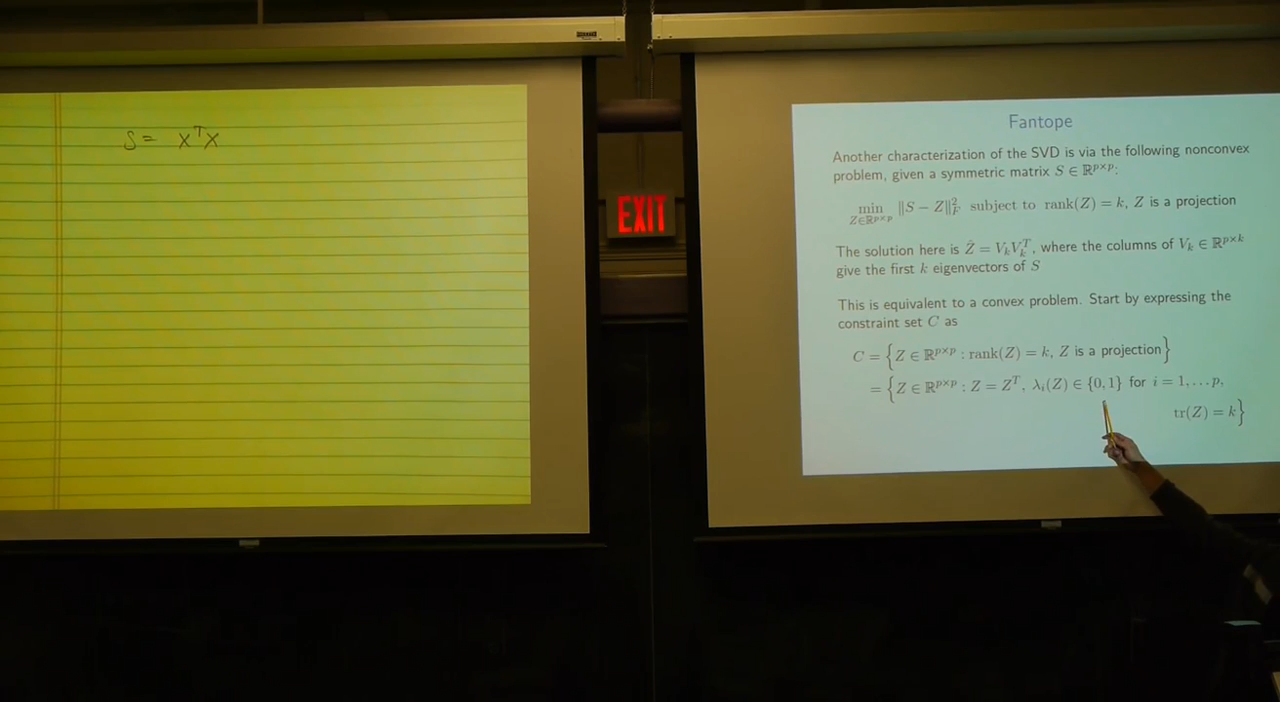 S = X^T X
EXIT
Fantope
Another characterization of the SVD is via the following nonconvex
problem, given a symmetric matrix S ∈ ℝ^{p×p}:
min_{Z∈ℝ^{p×p}} ‖S − Z‖_F^2 subject to rank(Z) = k, Z is a projection
The solution here is Ẑ = V_k V_k^T, where the columns of V_k ∈ ℝ^{p×k}
give the first k eigenvectors of S
This is equivalent to a convex problem. Start by expressing the
constraint set C as
C = {Z ∈ ℝ^{p×p} : rank(Z) = k, Z is a projection}
= {Z ∈ ℝ^{p×p} : Z = Z^T, λ_i(Z) ∈ {0, 1} for i = 1, . . . p,
tr(Z) = k}